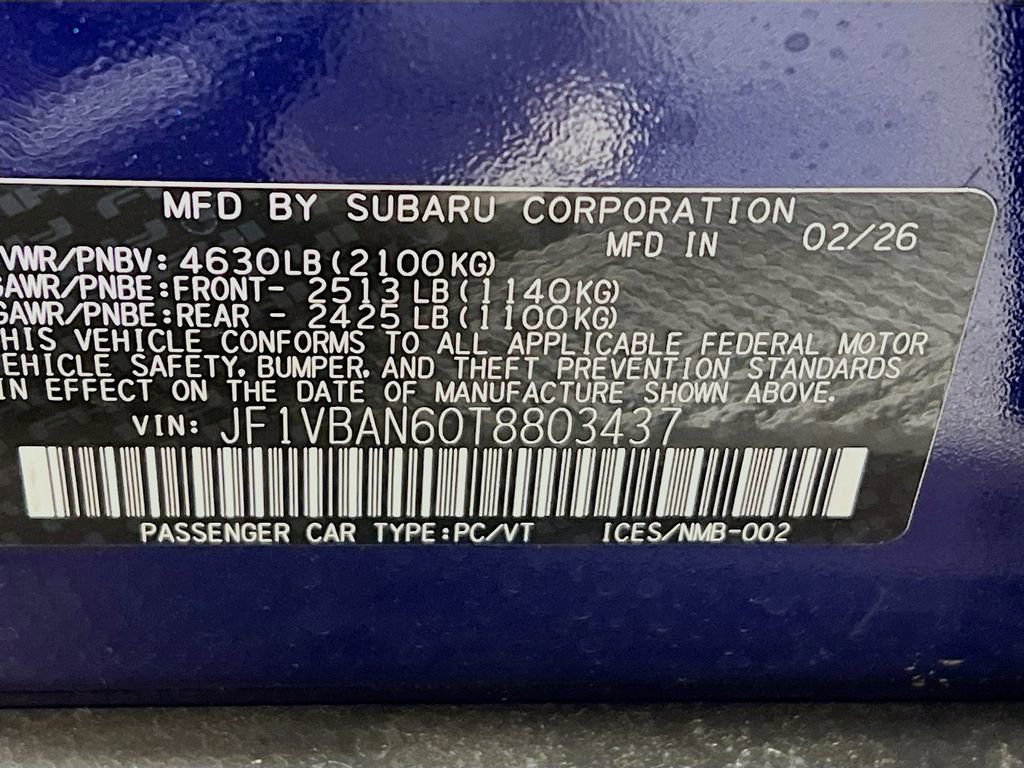 MFD BY SUBARU CORPORATION
MFD IN 02/26
VWR/PNBV: 4630LB(2100KG)
GAWR/PNBE:FRONT- 2513 LB(1140KG)
GAWR/PNBE:REAR - 2425 LB(1100KG)
HIS VEHICLE CONFORMS TO ALL APPLICABLE FEDERAL MOTOR
EHICLE SAFETY, BUMPER, AND THEFT PREVENTION STANDARDS
IN EFFECT ON THE DATE OF MANUFACTURE SHOWN ABOVE.
VIN: JF1VBAN60T8803437
PASSENGER CAR TYPE:PC/VT ICES/NMB-002